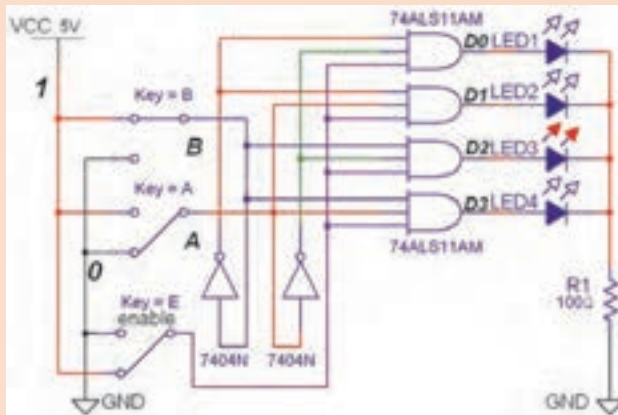 74ALS11AM
VCC 5V
D0 LED1
1
Key = B
D1 LED2
B
D2 LED3
Key = A
D3 LED4
A
74ALS11AM
0
R1
100Ω
Key = E
enable
7404N
7404N
GND
GND